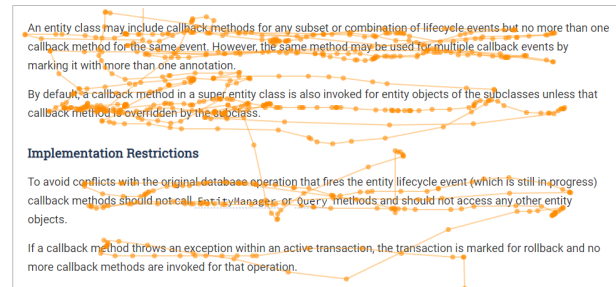 An entity class may include callback methods for any subset or combination of lifecycle events but no more than one
callback method for the same event. However, the same method may be used for multiple callback events by
marking it with more than one annotation.
By default, a callback method in a super entity class is also invoked for entity objects of the subclasses unless that
callback method is overridden by the subclass.
Implementation Restrictions
To avoid conflicts with the original database operation that fires the entity lifecycle event (which is still in progress)
callback methods should not call EntityManager or Query methods and should not access any other entity
objects.
If a callback method throws an exception within an active transaction, the transaction is marked for rollback and no
more callback methods are invoked for that operation.